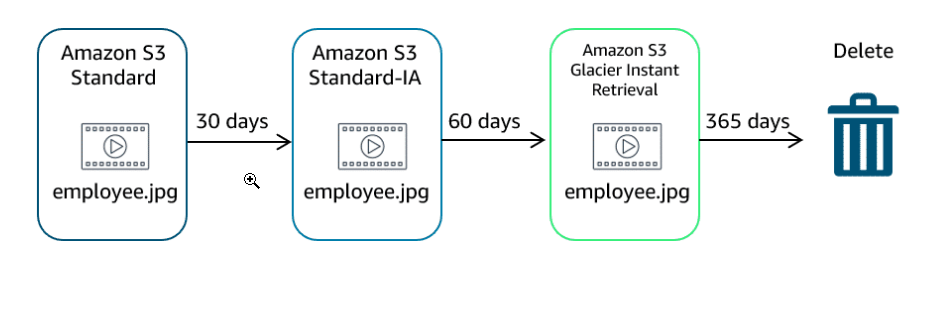 Amazon S3
Standard
employee.jpg
30 days
Amazon S3
Standard-IA
employee.jpg
60 days
Amazon S3
Glacier Instant
Retrieval
employee.jpg
365 days
Delete